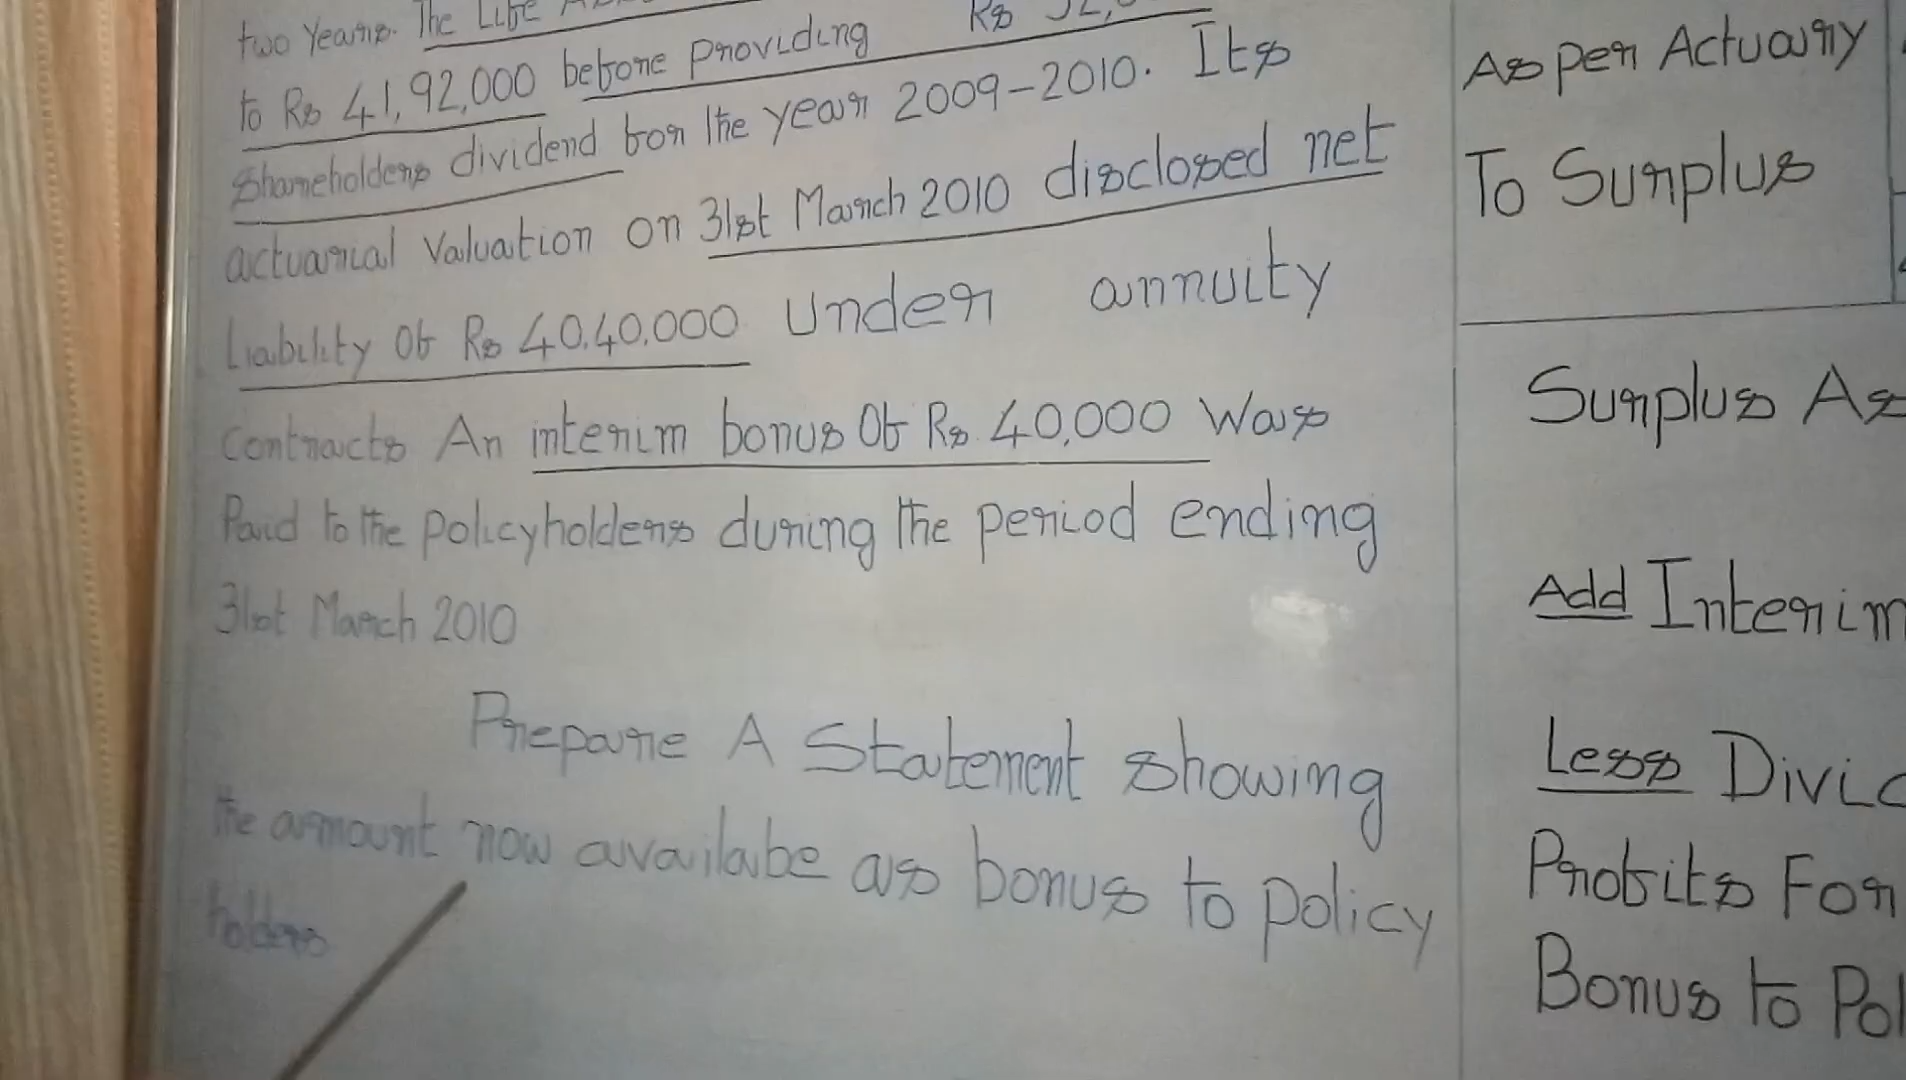 two Years. The Life
to Rs 41,92,000 before providing Rs 32,
Shareholders dividend for the year 2009-2010. Its
actuarial Valuation on 31st March 2010 disclosed net
Liability Of Rs 40,40,000 Under annuity
Contracts An interim bonus Of Rs. 40,000 Was
Paid to the policyholders during the period ending
31st March 2010
Prepare A Statement showing
the amount now availabe as bonus to policy
holders
As per Actuary
To Surplus
Surplus As
Add Interim
Less Divid
Profits For
Bonus to Pol